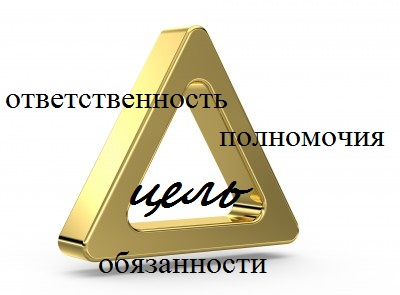 ответственность
полномочия
цель
обязанности